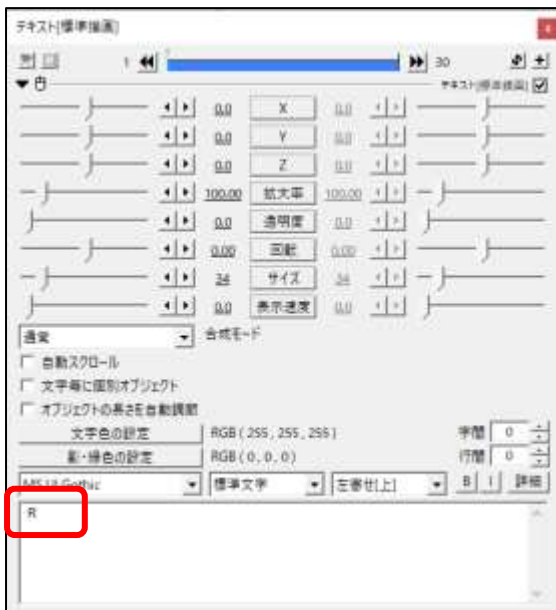 テキスト[標準描画]
1 30
テキスト[標準描画]
0.0 X 0.0
0.0 Y 0.0
0.0 Z 0.0
100.00 拡大率 100.00
0.0 透明度 0.0
0.00 回転 0.00
34 サイズ 34
0.0 表示速度 0.0
通常 合成モード
自動スクロール
文字毎に個別オブジェクト
オブジェクトの長さを自動調節
文字色の設定 RGB ( 255 , 255 , 255 ) 字間 0
影・縁色の設定 RGB ( 0 , 0 , 0 ) 行間 0
MS UI Gothic 標準文字 左寄せ[上] B I 詳細
R